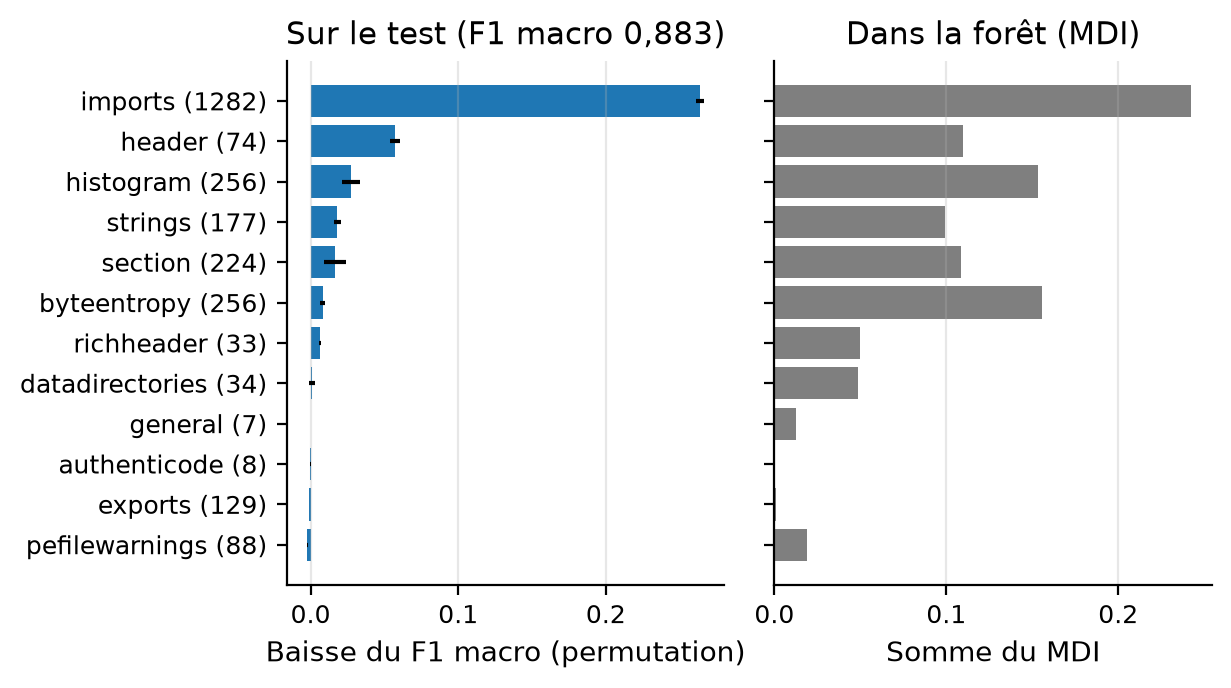 Sur le test (F1 macro 0,883)
Dans la forêt (MDI)
imports (1282)
header (74)
histogram (256)
strings (177)
section (224)
byteentropy (256)
richheader (33)
datadirectories (34)
general (7)
authenticode (8)
exports (129)
pefilewarnings (88)
0.0 0.1 0.2
0.0 0.1 0.2
Baisse du F1 macro (permutation)
Somme du MDI